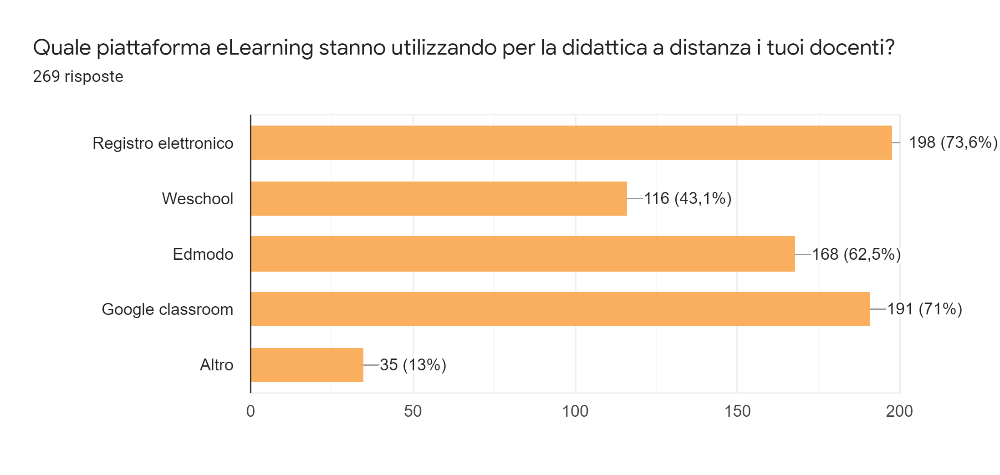 Quale piattaforma eLearning stanno utilizzando per la didattica a distanza i tuoi docenti?
269 risposte
Registro elettronico 198 (73,6%)
Weschool 116 (43,1%)
Edmodo 168 (62,5%)
Google classroom 191 (71%)
Altro 35 (13%)
0 50 100 150 200